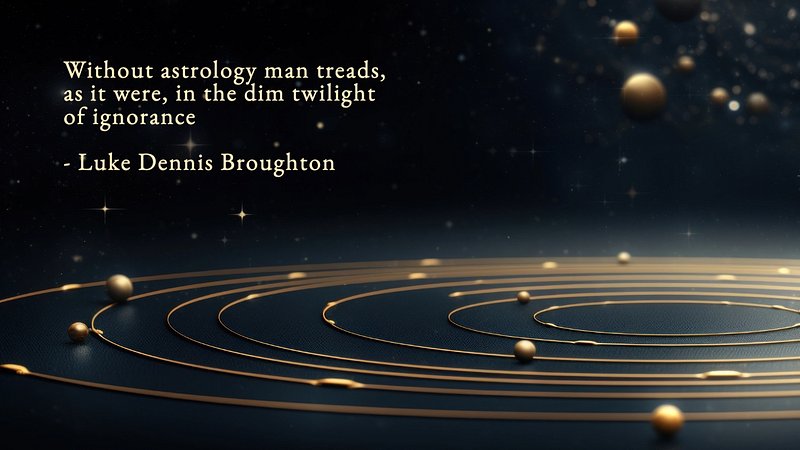 Without astrology man treads,
as it were, in the dim twilight
of ignorance
- Luke Dennis Broughton